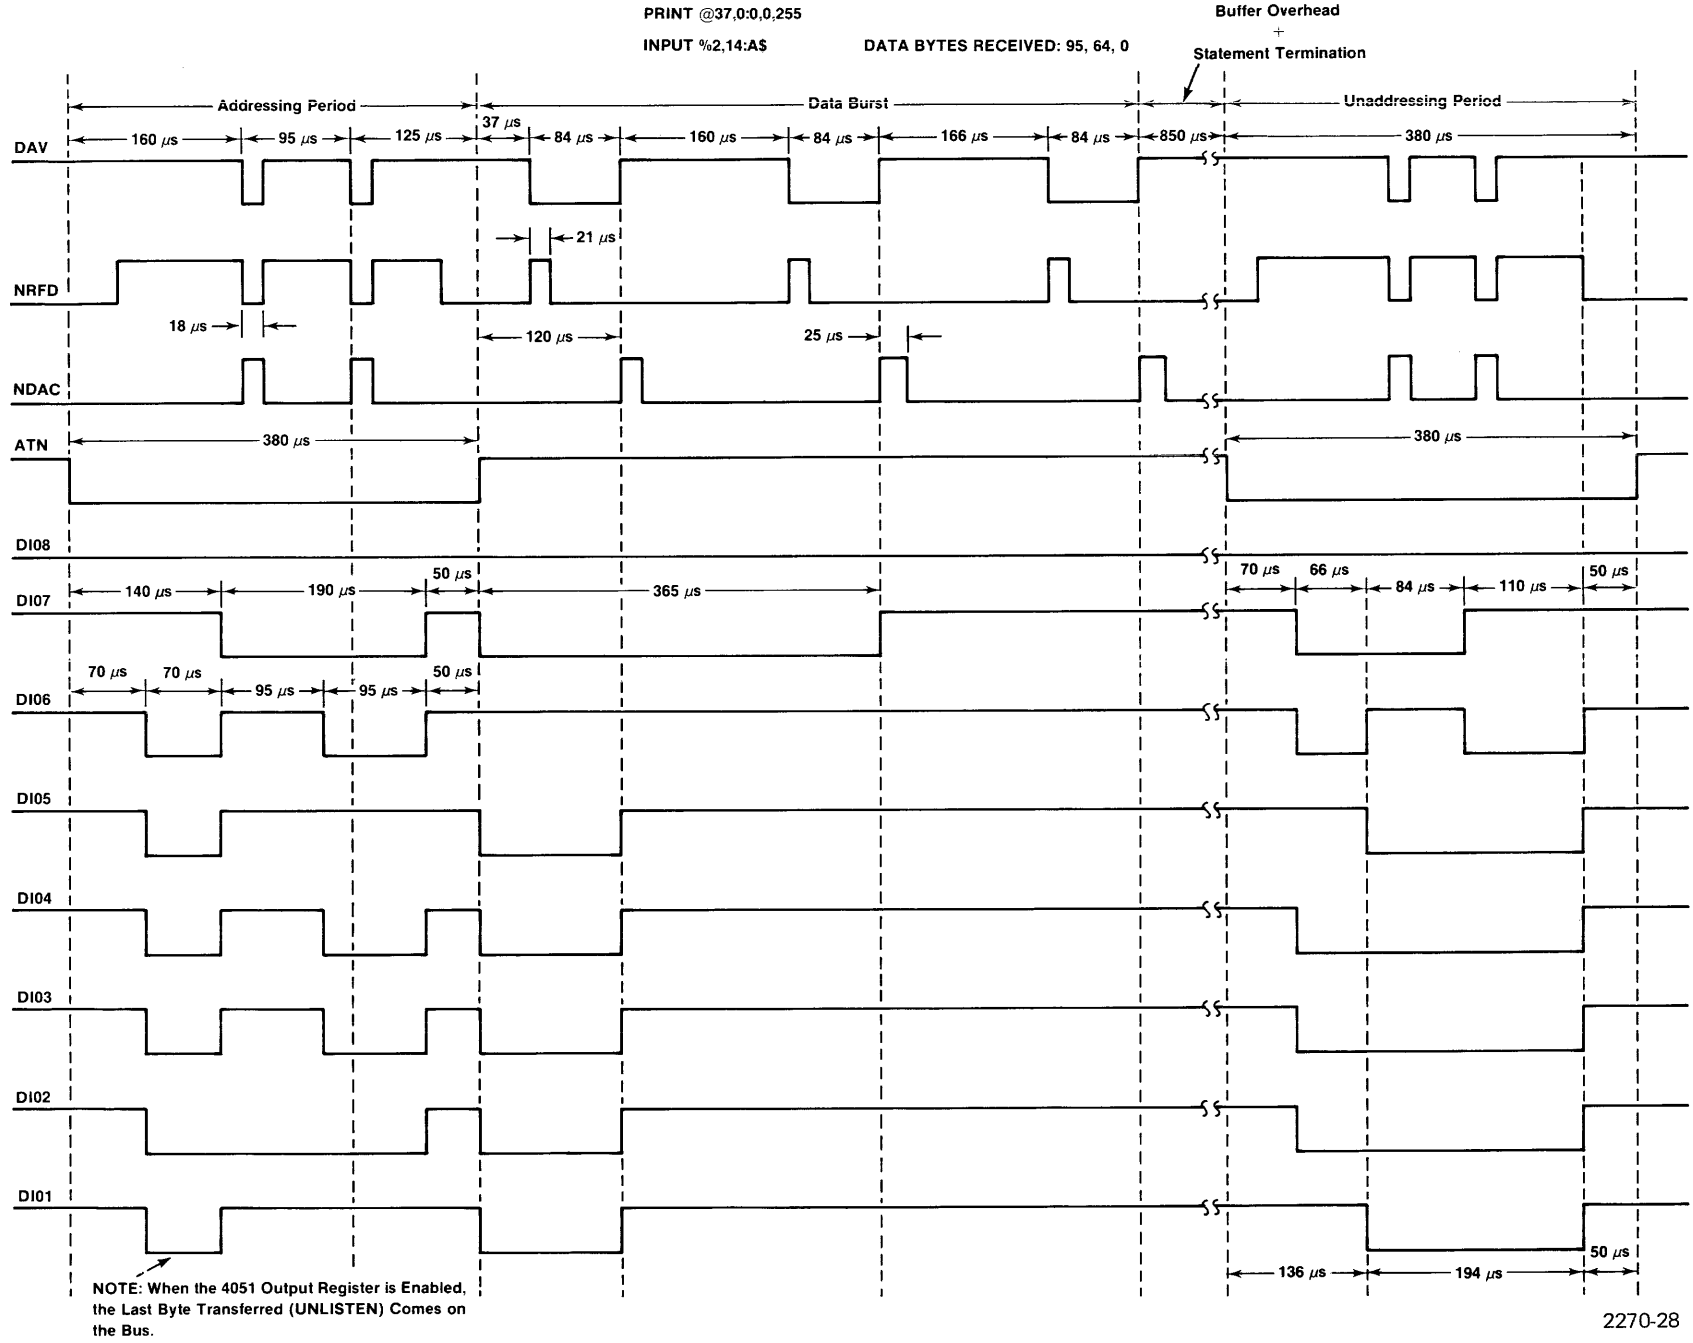 PRINT @37,0:0,0,255
Buffer Overhead
+
Statement Termination
INPUT %2,14:A$
DATA BYTES RECEIVED: 95, 64, 0
Addressing Period
Data Burst
Unaddressing Period
DAV
160 μs
95 μs
125 μs
37 μs
84 μs
160 μs
84 μs
166 μs
84 μs
850 μs
380 μs
21 μs
NRFD
18 μs
120 μs
25 μs
NDAC
ATN
380 μs
380 μs
DI08
140 μs
190 μs
50 μs
365 μs
70 μs
66 μs
84 μs
110 μs
50 μs
DI07
70 μs
70 μs
95 μs
95 μs
50 μs
DI06
DI05
DI04
DI03
DI02
DI01
136 μs
194 μs
50 μs
NOTE: When the 4051 Output Register is Enabled,
the Last Byte Transferred (UNLISTEN) Comes on
the Bus.
2270-28